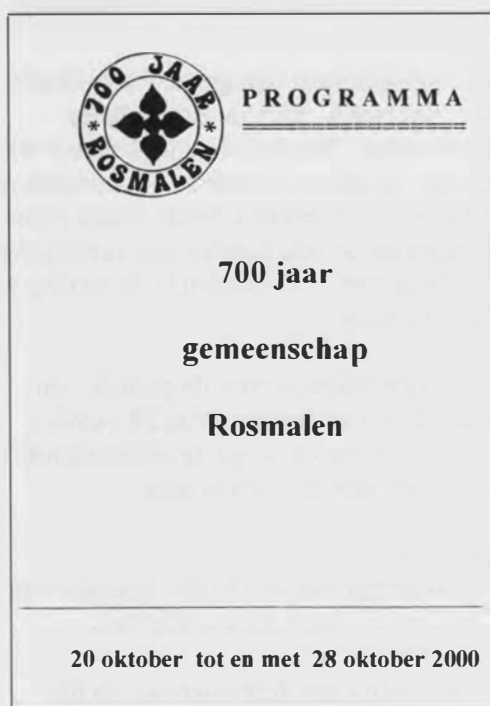 * 700 JAAR *
ROSMALEN
PROGRAMMA
700 jaar
gemeenschap
Rosmalen
20 oktober tot en met 28 oktober 2000